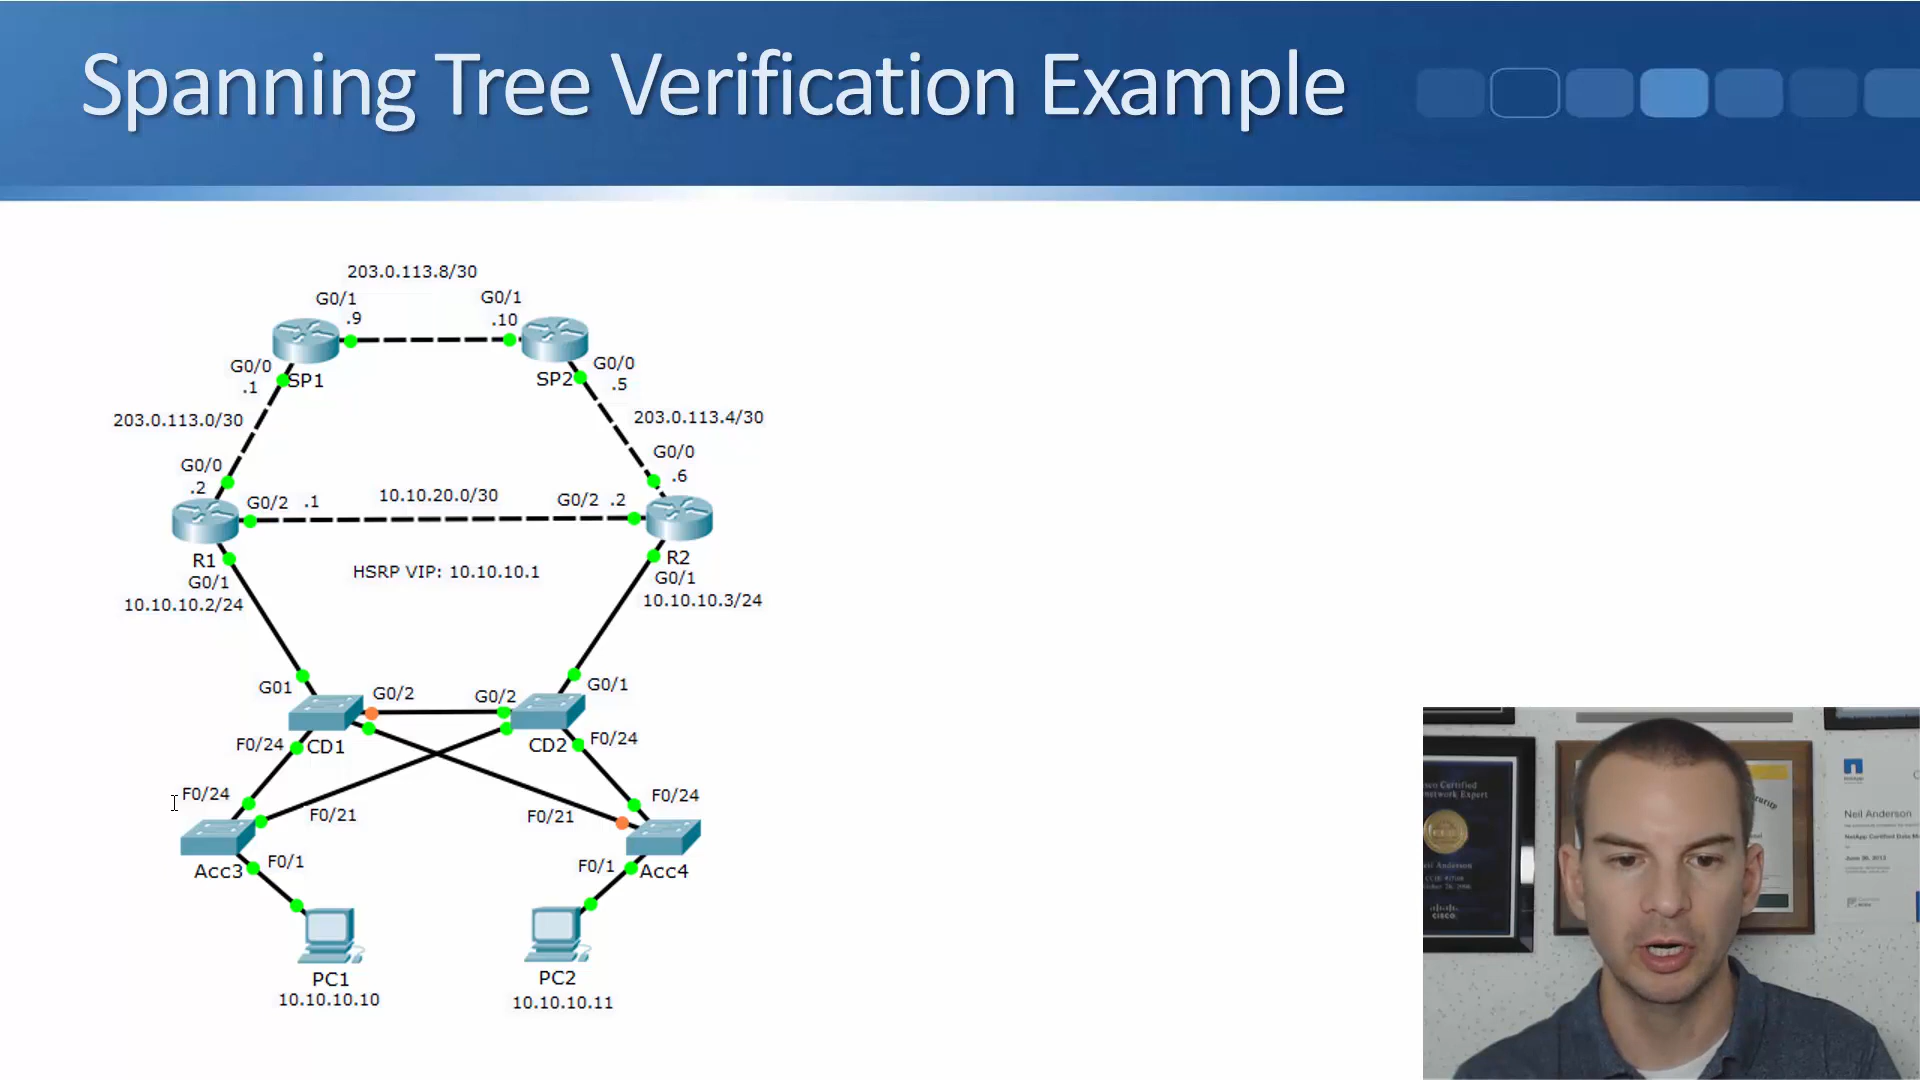 Spanning Tree Verification Example
203.0.113.8/30
G0/1
G0/1
.9
.10
G0/0
SP1
SP2
G0/0
.1
.5
203.0.113.0/30
203.0.113.4/30
G0/0
G0/0
.2
.6
G0/2 .1
10.10.20.0/30
G0/2 .2
R1
R2
HSRP VIP: 10.10.10.1
G0/1
G0/1
10.10.10.2/24
10.10.10.3/24
G01
G0/2
G0/2
G0/1
F0/24
CD1
CD2
F0/24
F0/24
F0/21
F0/21
F0/24
Acc3
F0/1
F0/1
Acc4
PC1
PC2
10.10.10.10
10.10.10.11
Neil Anderson
June 26, 2013
CISCO